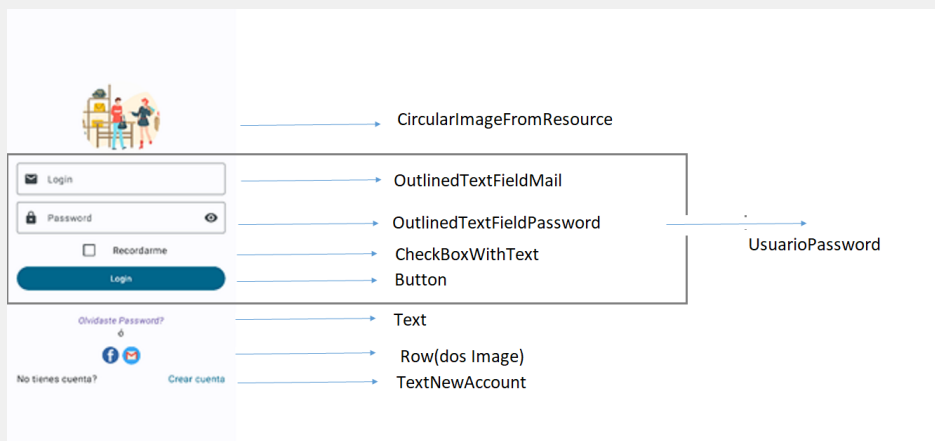 CircularImageFromResource
Login
OutlinedTextFieldMail
Password
OutlinedTextFieldPassword
UsuarioPassword
Recordarme
CheckBoxWithText
Login
Button
Olvidaste Password?
Text
ó
Row(dos Image)
No tienes cuenta?
Crear cuenta
TextNewAccount